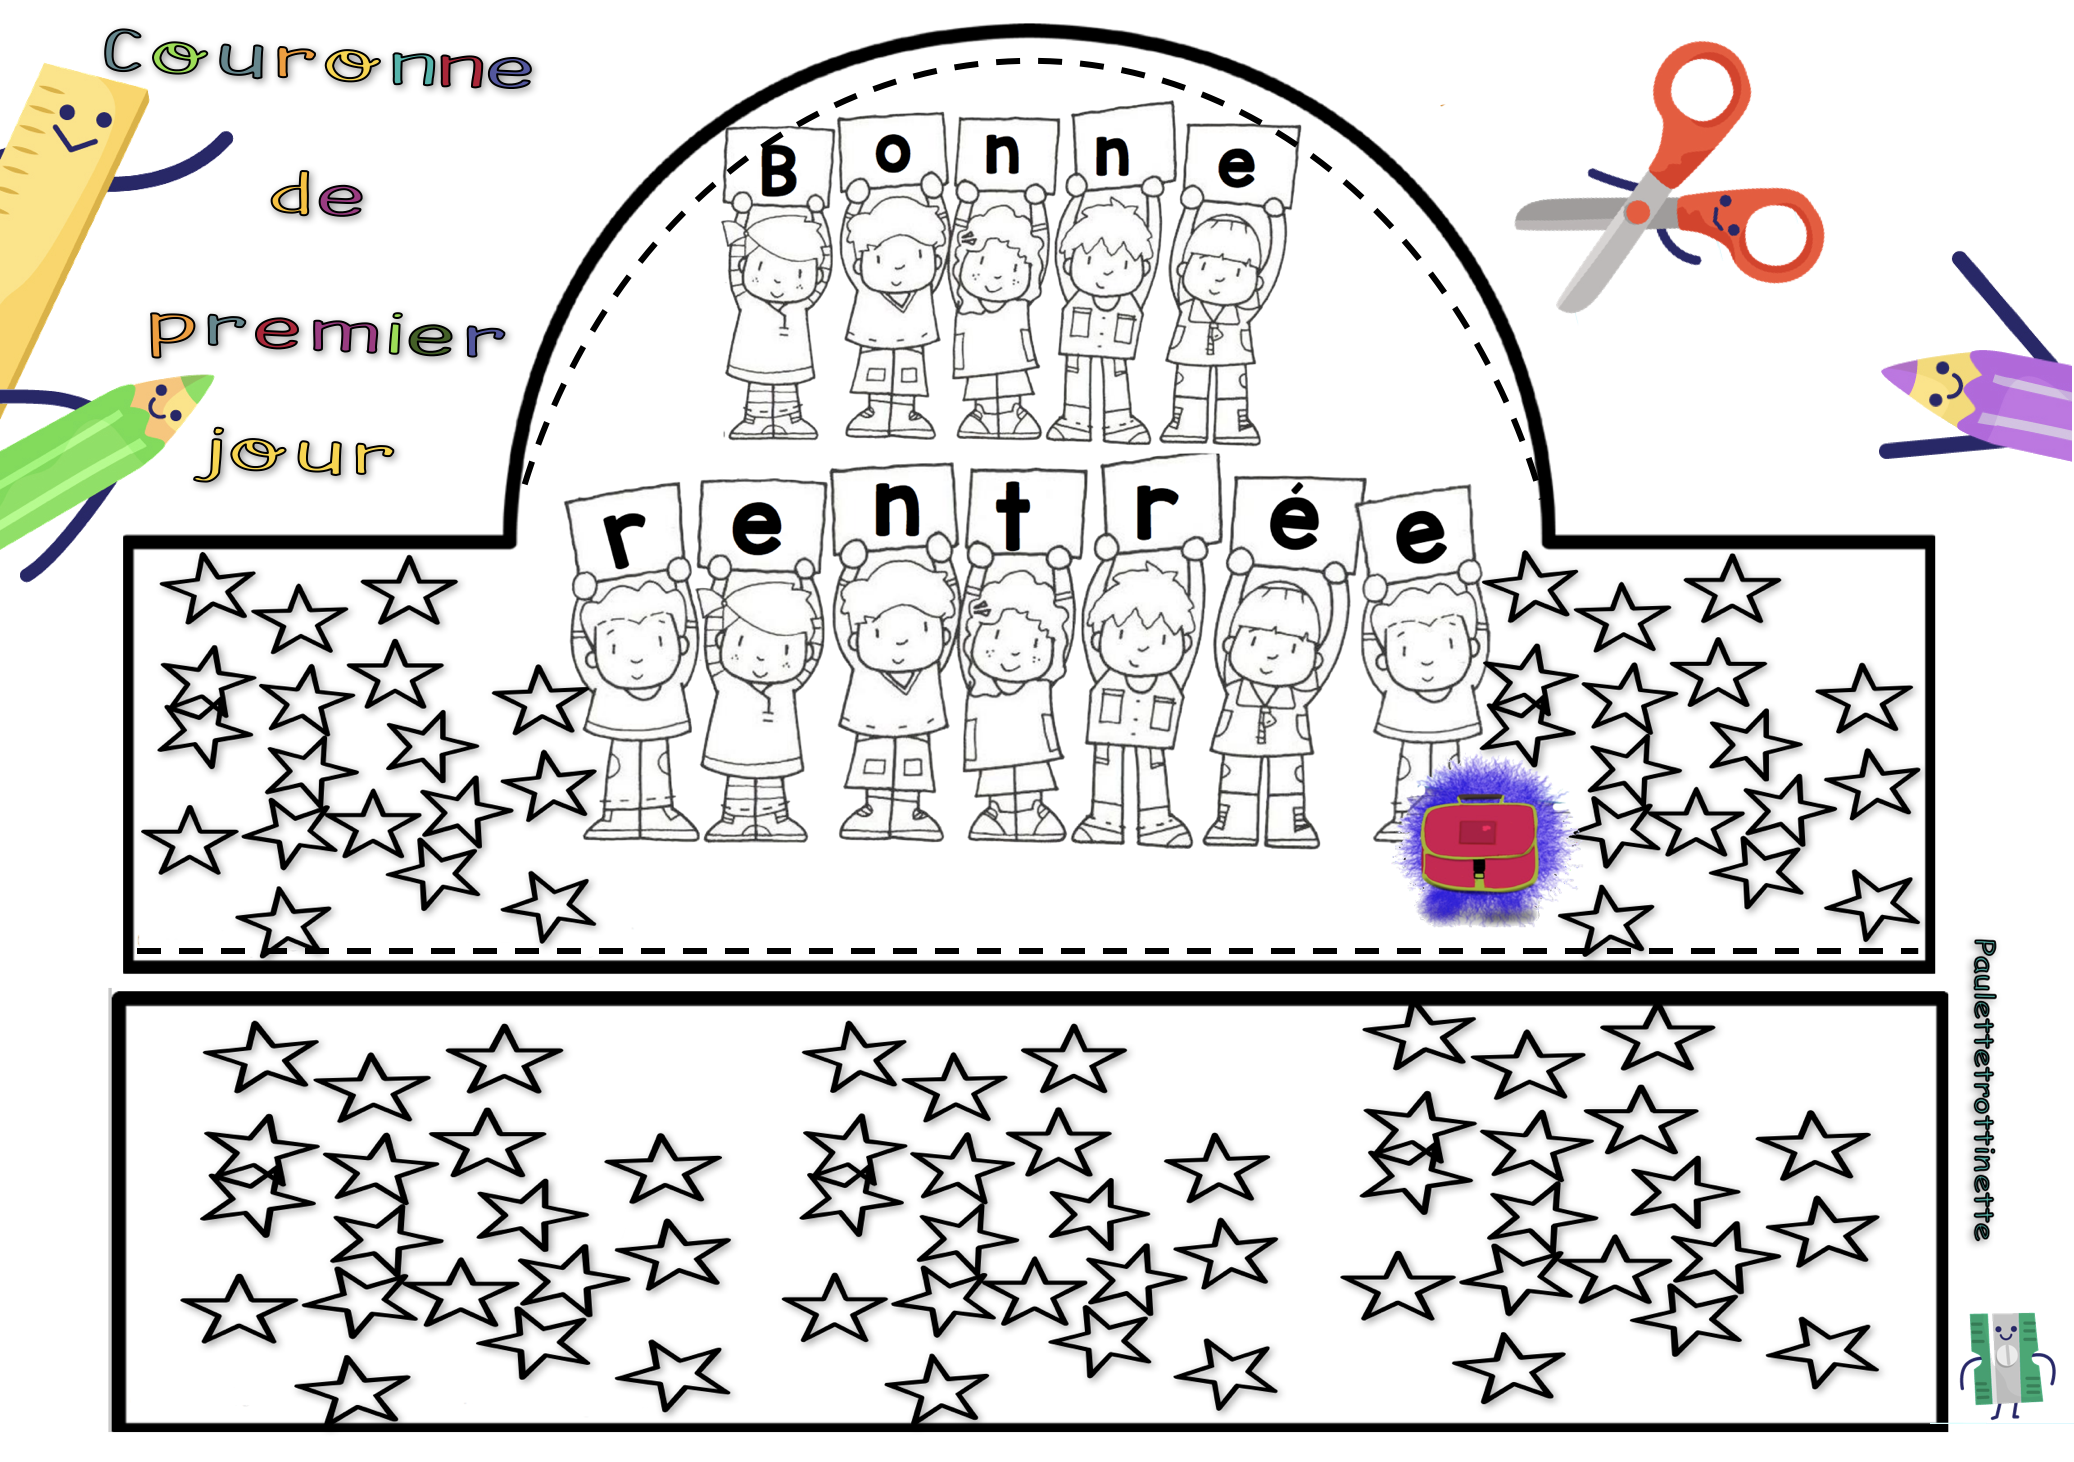 Couronne
de
premier
jour
Bonne
rentrée
Paulettetrottinette